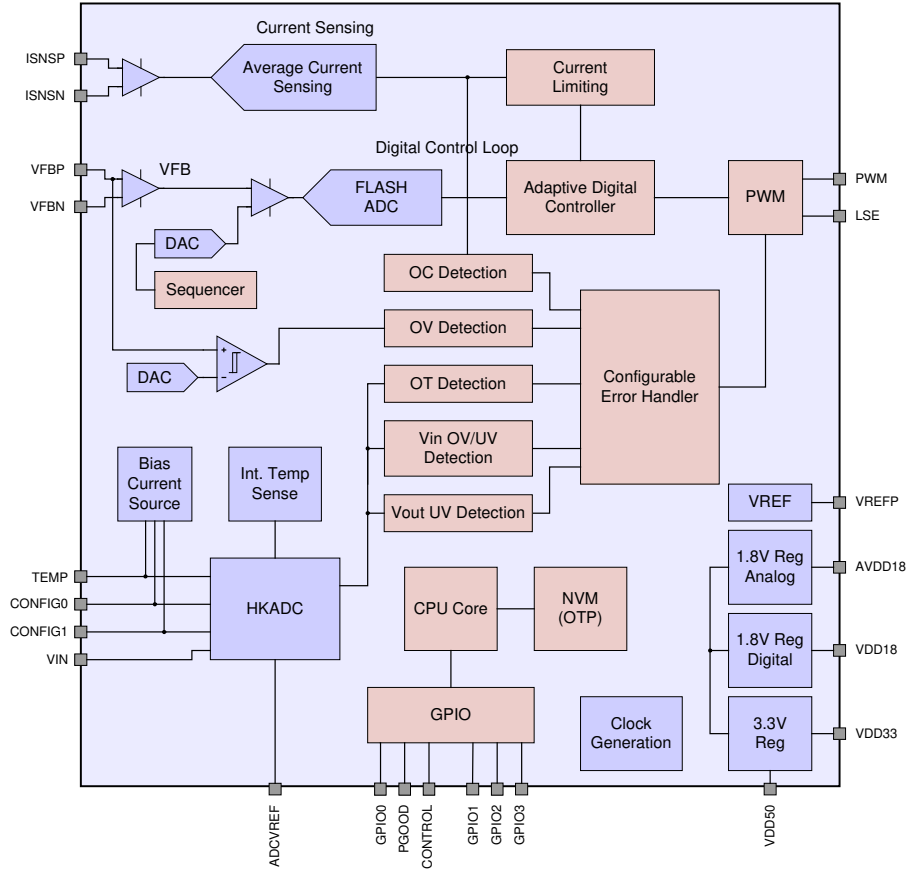 Current Sensing
ISNSP
ISNSN
Average Current
Sensing
Current
Limiting
Digital Control Loop
VFBP
VFBN
VFB
FLASH
ADC
Adaptive Digital
Controller
PWM
PWM
LSE
DAC
Sequencer
OC Detection
OV Detection
+
−
DAC
OT Detection
Configurable
Error Handler
Vin OV/UV
Detection
Vout UV Detection
Bias
Current
Source
Int. Temp
Sense
VREF
VREFP
1.8V Reg
Analog
AVDD18
TEMP
CONFIG0
CONFIG1
VIN
HKADC
CPU Core
NVM
(OTP)
1.8V Reg
Digital
VDD18
GPIO
Clock
Generation
3.3V
Reg
VDD33
ADCVREF
GPIO0
PGOOD
CONTROL
GPIO1
GPIO2
GPIO3
VDD50